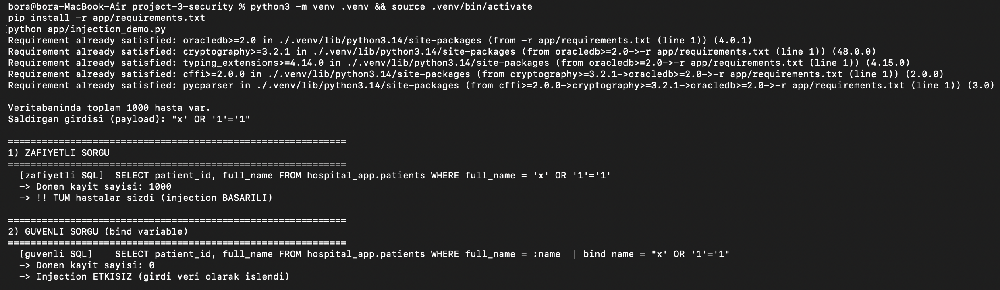 bora@bora-MacBook-Air project-3-security % python3 -m venv .venv && source .venv/bin/activate
pip install -r app/requirements.txt
[python app/injection_demo.py
Requirement already satisfied: oracledb>=2.0 in ./.venv/lib/python3.14/site-packages (from -r app/requirements.txt (line 1)) (4.0.1)
Requirement already satisfied: cryptography>=3.2.1 in ./.venv/lib/python3.14/site-packages (from oracledb>=2.0->-r app/requirements.txt (line 1)) (48.0.0)
Requirement already satisfied: typing_extensions>=4.14.0 in ./.venv/lib/python3.14/site-packages (from oracledb>=2.0->-r app/requirements.txt (line 1)) (4.15.0)
Requirement already satisfied: cffi>=2.0.0 in ./.venv/lib/python3.14/site-packages (from cryptography>=3.2.1->oracledb>=2.0->-r app/requirements.txt (line 1)) (2.0.0)
Requirement already satisfied: pycparser in ./.venv/lib/python3.14/site-packages (from cffi>=2.0.0->cryptography>=3.2.1->oracledb>=2.0->-r app/requirements.txt (line 1)) (3.0)
Veritabaninda toplam 1000 hasta var.
Saldirgan girdisi (payload): "x' OR '1'='1"
============================================================
1) ZAFIYETLI SORGU
============================================================
[zafiyetli SQL]  SELECT patient_id, full_name FROM hospital_app.patients WHERE full_name = 'x' OR '1'='1'
-> Donen kayit sayisi: 1000
-> !! TUM hastalar sizdi (injection BASARILI)
============================================================
2) GUVENLI SORGU (bind variable)
============================================================
[guvenli SQL]    SELECT patient_id, full_name FROM hospital_app.patients WHERE full_name = :name  | bind name = "x' OR '1'='1"
-> Donen kayit sayisi: 0
-> Injection ETKISIZ (girdi veri olarak islendi)